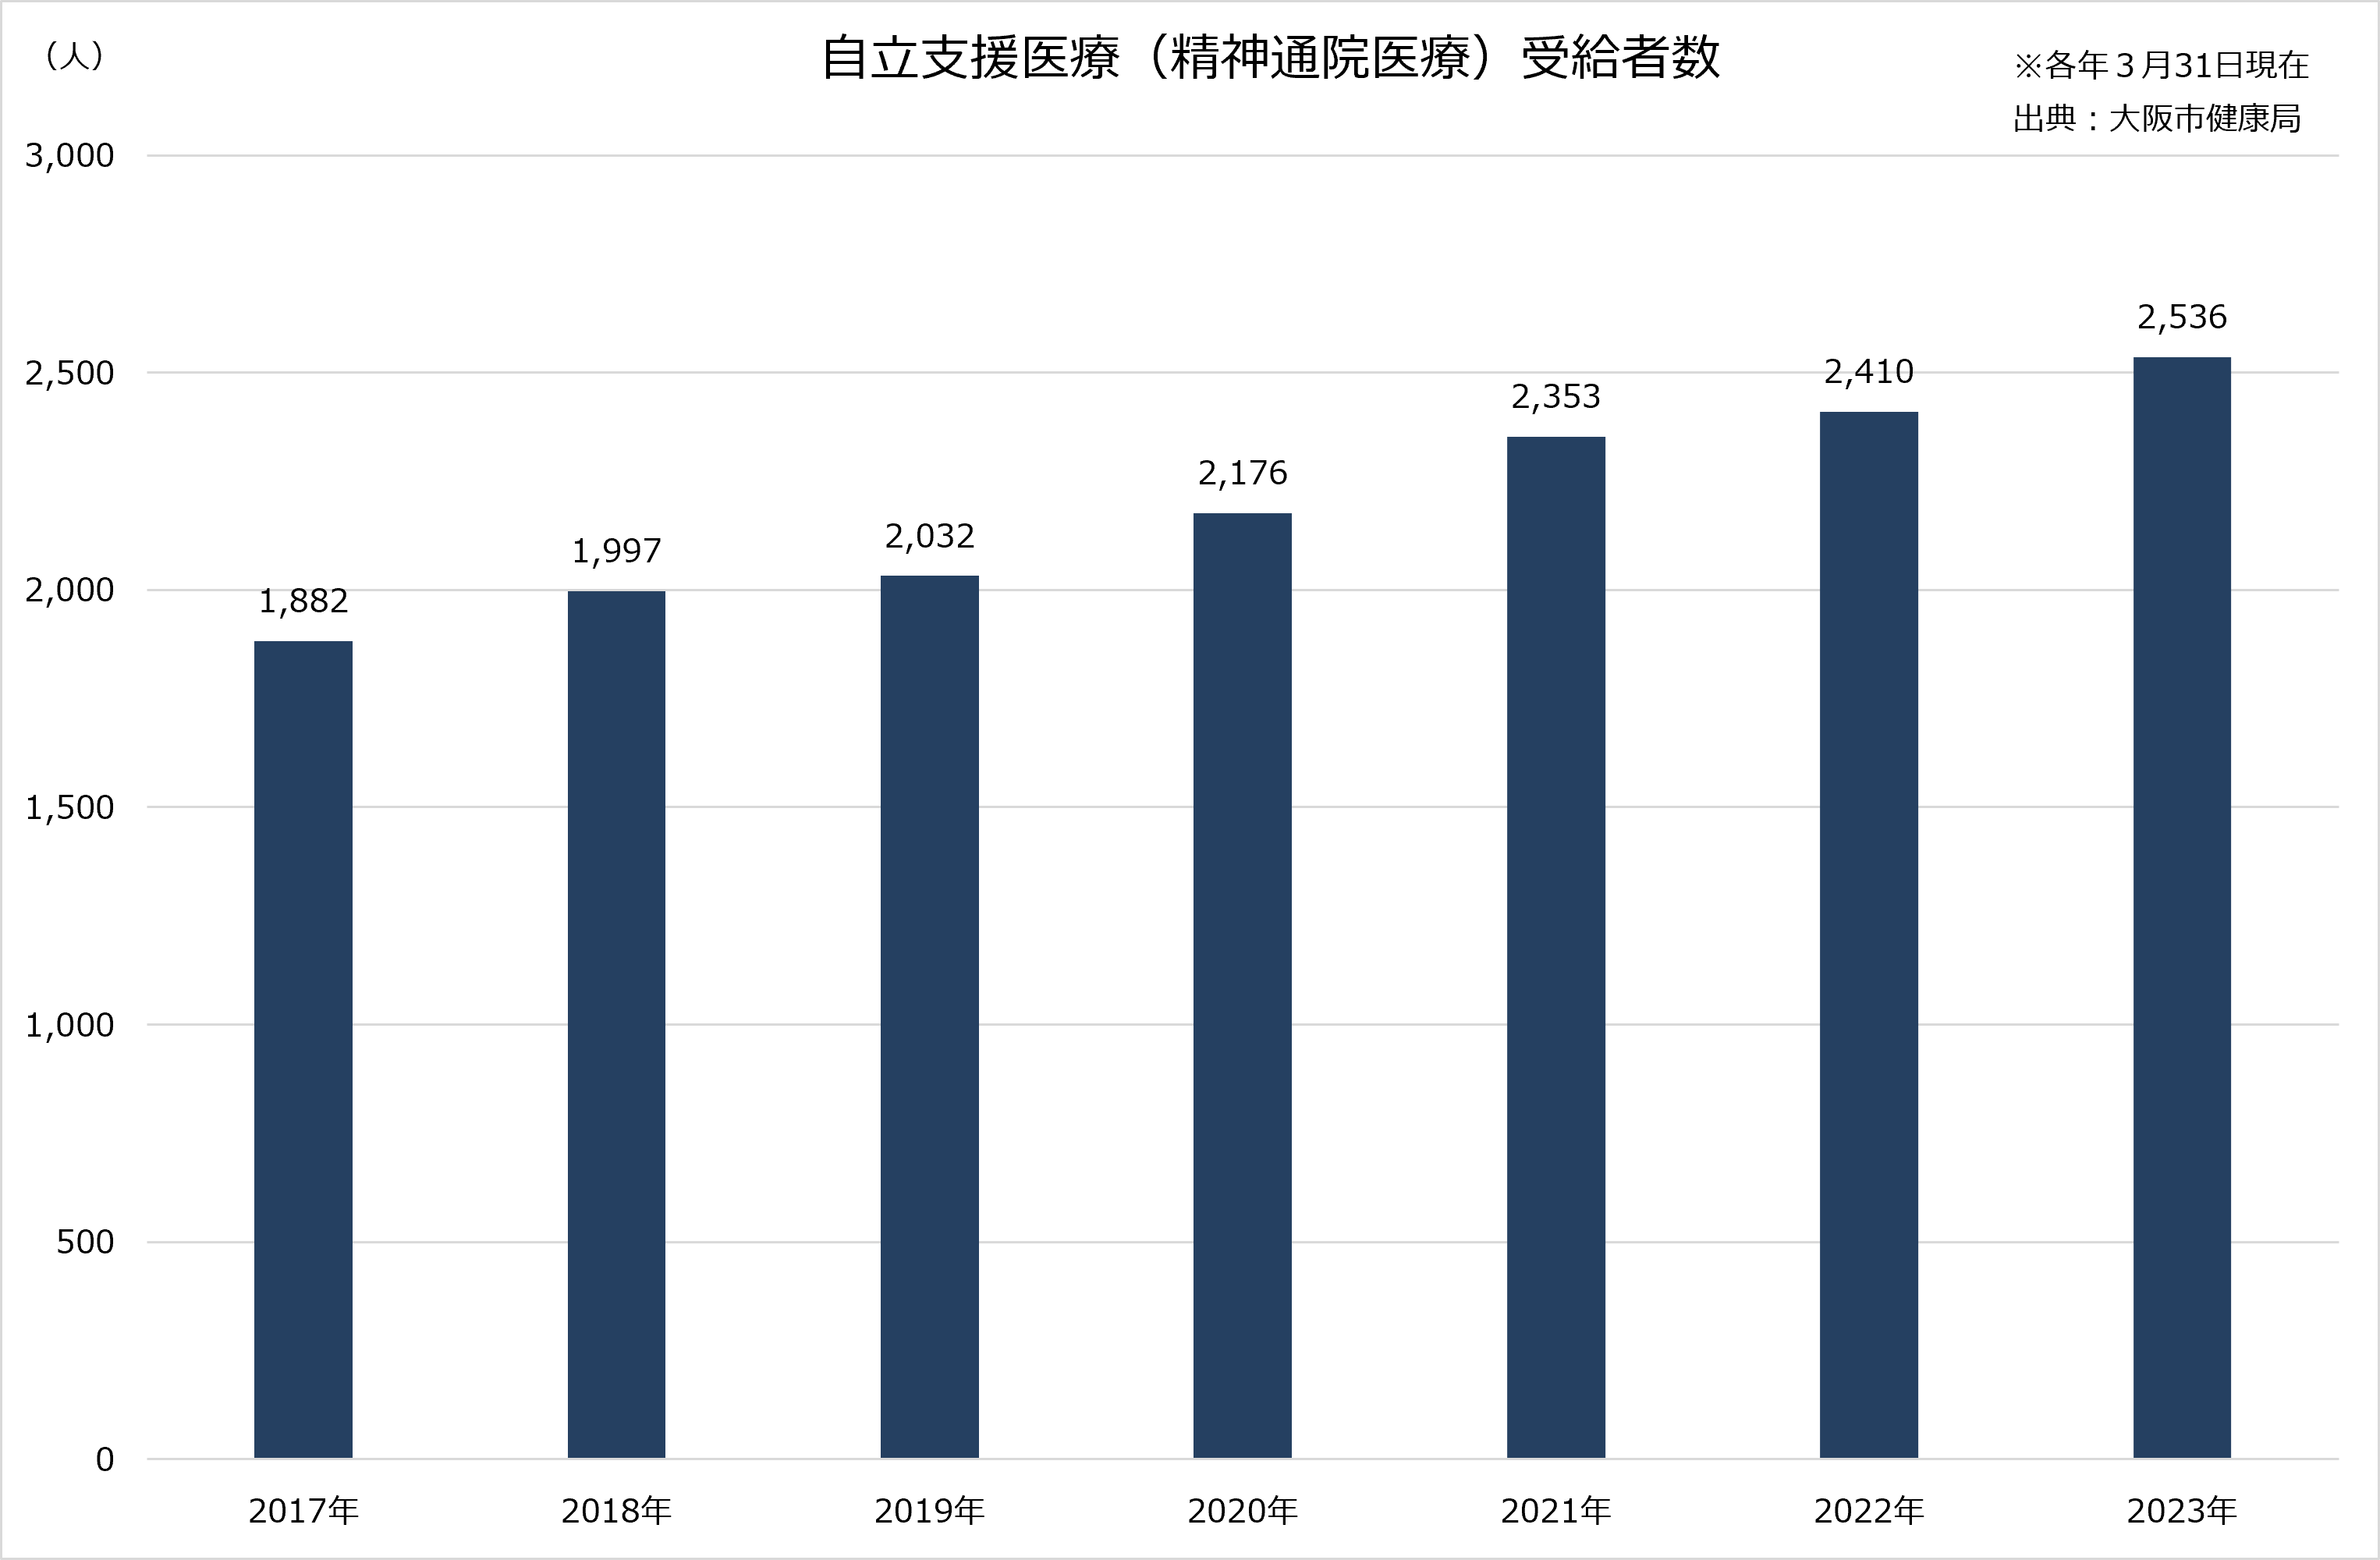 （人）
自立支援医療（精神通院医療）受給者数
※各年３月31日現在
出典：大阪市健康局
3,000
2,500
2,000
1,500
1,000
500
0
1,882
1,997
2,032
2,176
2,353
2,410
2,536
2017年
2018年
2019年
2020年
2021年
2022年
2023年